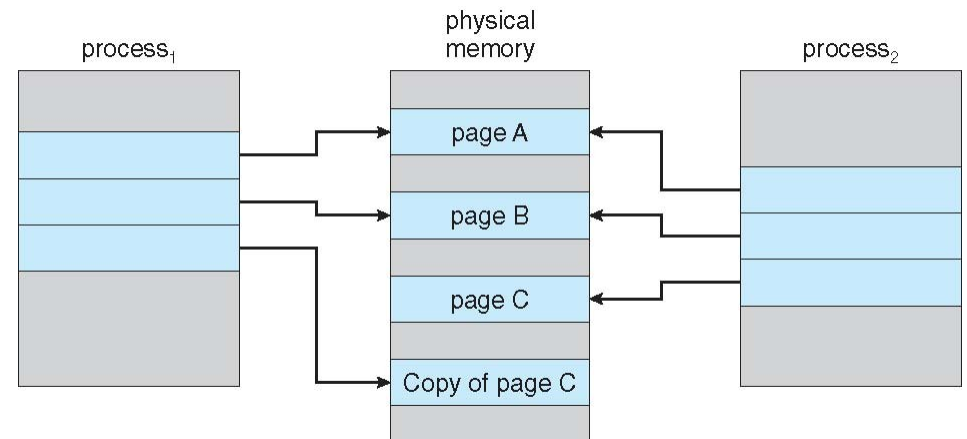 physical
memory
process₁
process₂
page A
page B
page C
Copy of page C